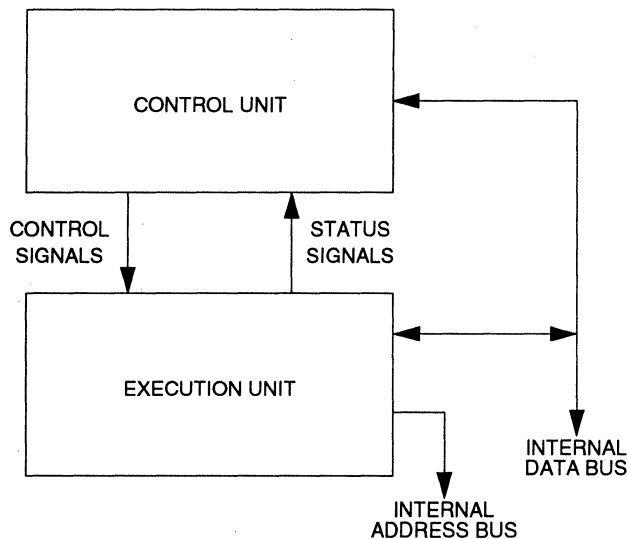 CONTROL UNIT
CONTROL
SIGNALS
STATUS
SIGNALS
EXECUTION UNIT
INTERNAL
DATA BUS
INTERNAL
ADDRESS BUS